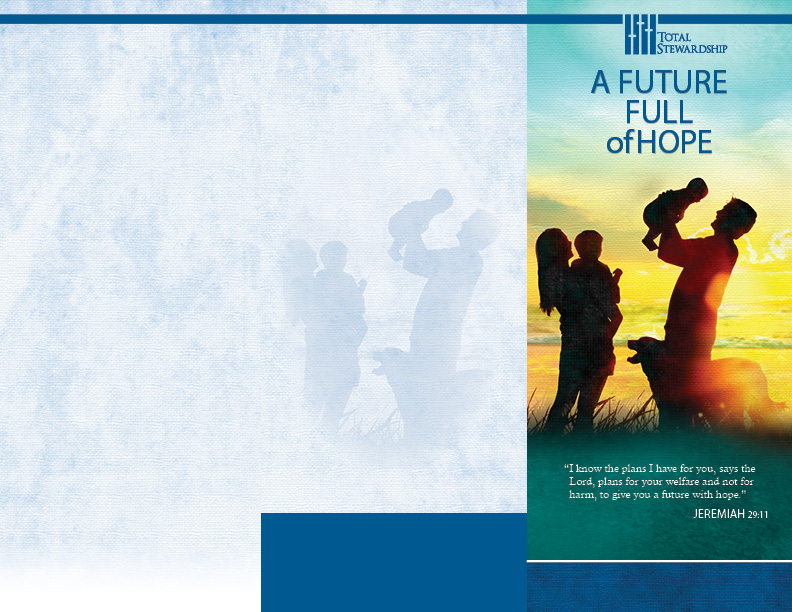 TOTAL
STEWARDSHIP
A FUTURE
FULL
of HOPE
“I know the plans I have for you, says the
Lord, plans for your welfare and not for
harm, to give you a future with hope.”
JEREMIAH 29:11